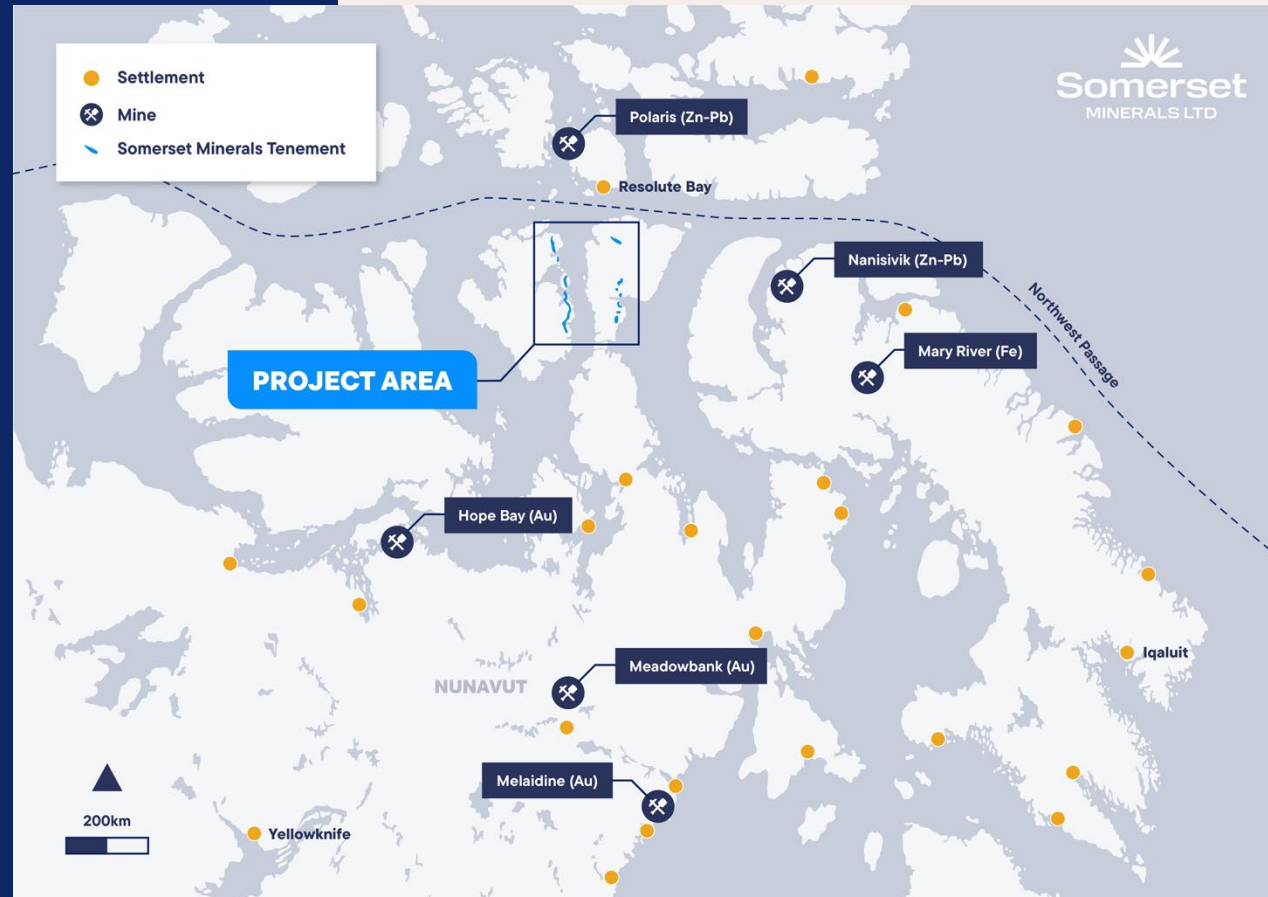 Settlement
Mine
Somerset Minerals Tenement
Somerset
MINERALS LTD
Polaris (Zn-Pb)
Resolute Bay
Nanisivik (Zn-Pb)
Northwest Passage
Mary River (Fe)
PROJECT AREA
Hope Bay (Au)
Iqaluit
Meadowbank (Au)
NUNAVUT
Melaidine (Au)
200km
Yellowknife